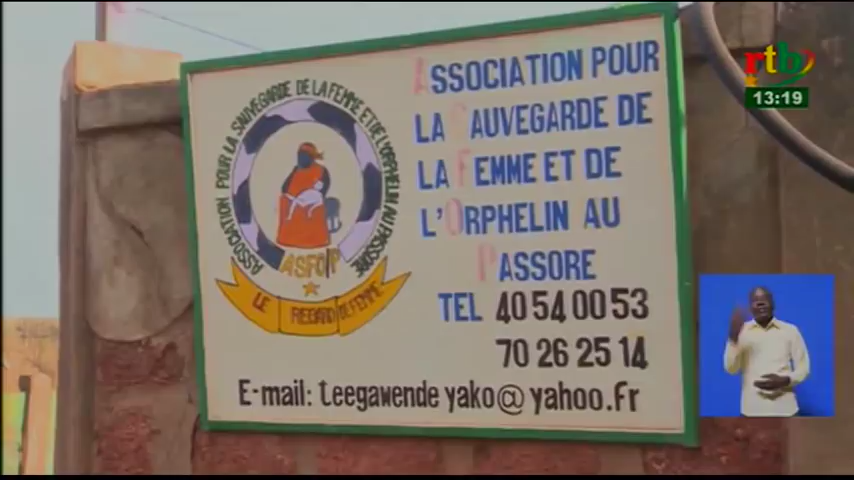 rtb
13:19
ASSOCIATION POUR LA SAUVEGARDE DE LA FEMME ET DE L'ORPHELIN AU PASSORE
ASFO/P
LE REGARD DE FEMME
ASSOCIATION POUR
LA SAUVEGARDE DE
LA FEMME ET DE
L'ORPHELIN AU
PASSORE
TEL 40 54 00 53
70 26 25 14
E-mail: teegawende yako@yahoo.fr